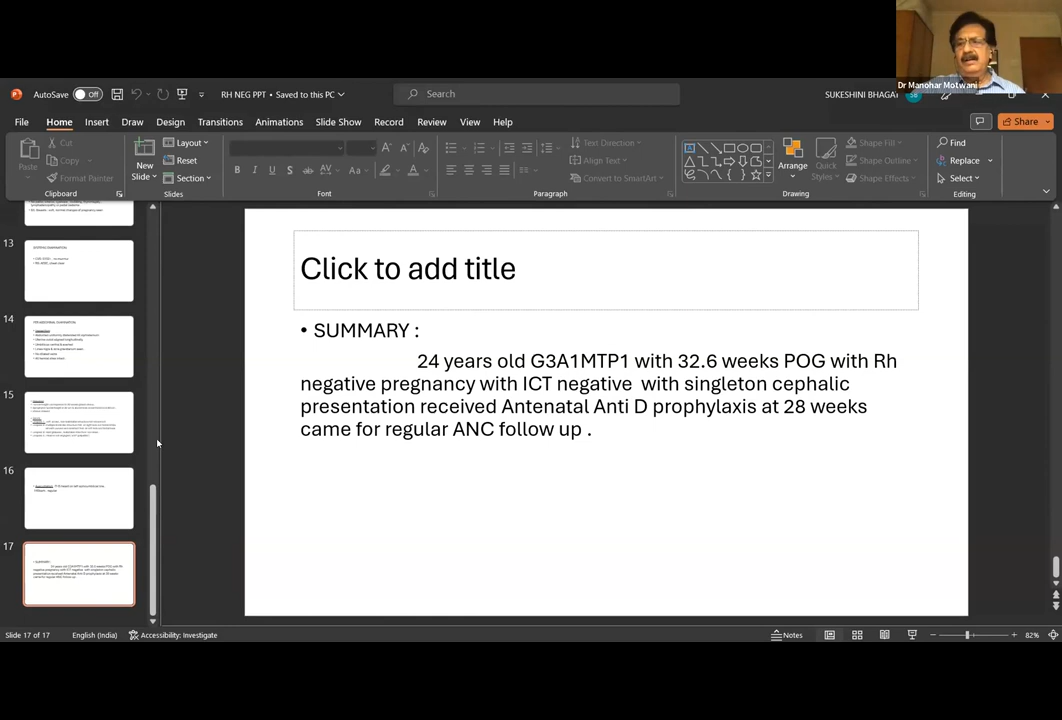 Dr Manohar Motwani
AutoSave Off
RH NEG PPT • Saved to this PC
Search
SUKESHINI BHAGAT SB
File Home Insert Draw Design Transitions Animations Slide Show Record Review View Help
Share
Paste
Cut
Copy
Format Painter
Clipboard
New
Slide
Layout
Reset
Section
Slides
Font
Text Direction
Align Text
Convert to SmartArt
Paragraph
Arrange
Quick
Styles
Shape Fill
Shape Outline
Shape Effects
Drawing
Find
Replace
Select
Editing
13
14
15
16
17
Click to add title
• SUMMARY :
24 years old G3A1MTP1 with 32.6 weeks POG with Rh
negative pregnancy with ICT negative with singleton cephalic
presentation received Antenatal Anti D prophylaxis at 28 weeks
came for regular ANC follow up .
Slide 17 of 17 English (India) Accessibility: Investigate Notes 82%